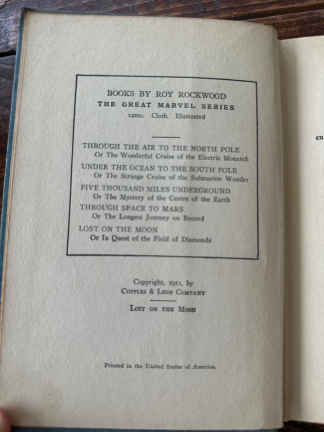 BOOKS BY ROY ROCKWOOD
THE GREAT MARVEL SERIES
12mo. Cloth. Illustrated
THROUGH THE AIR TO THE NORTH POLE
Or The Wonderful Cruise of the Electric Monarch
UNDER THE OCEAN TO THE SOUTH POLE
Or The Strange Cruise of the Submarine Wonder
FIVE THOUSAND MILES UNDERGROUND
Or The Mystery of the Centre of the Earth
THROUGH SPACE TO MARS
Or The Longest Journey on Record
LOST ON THE MOON
Or In Quest of the Field of Diamonds
Copyright, 1911, by
CUPPLES & LEON COMPANY
LOST ON THE MOON
Printed in the United States of America.